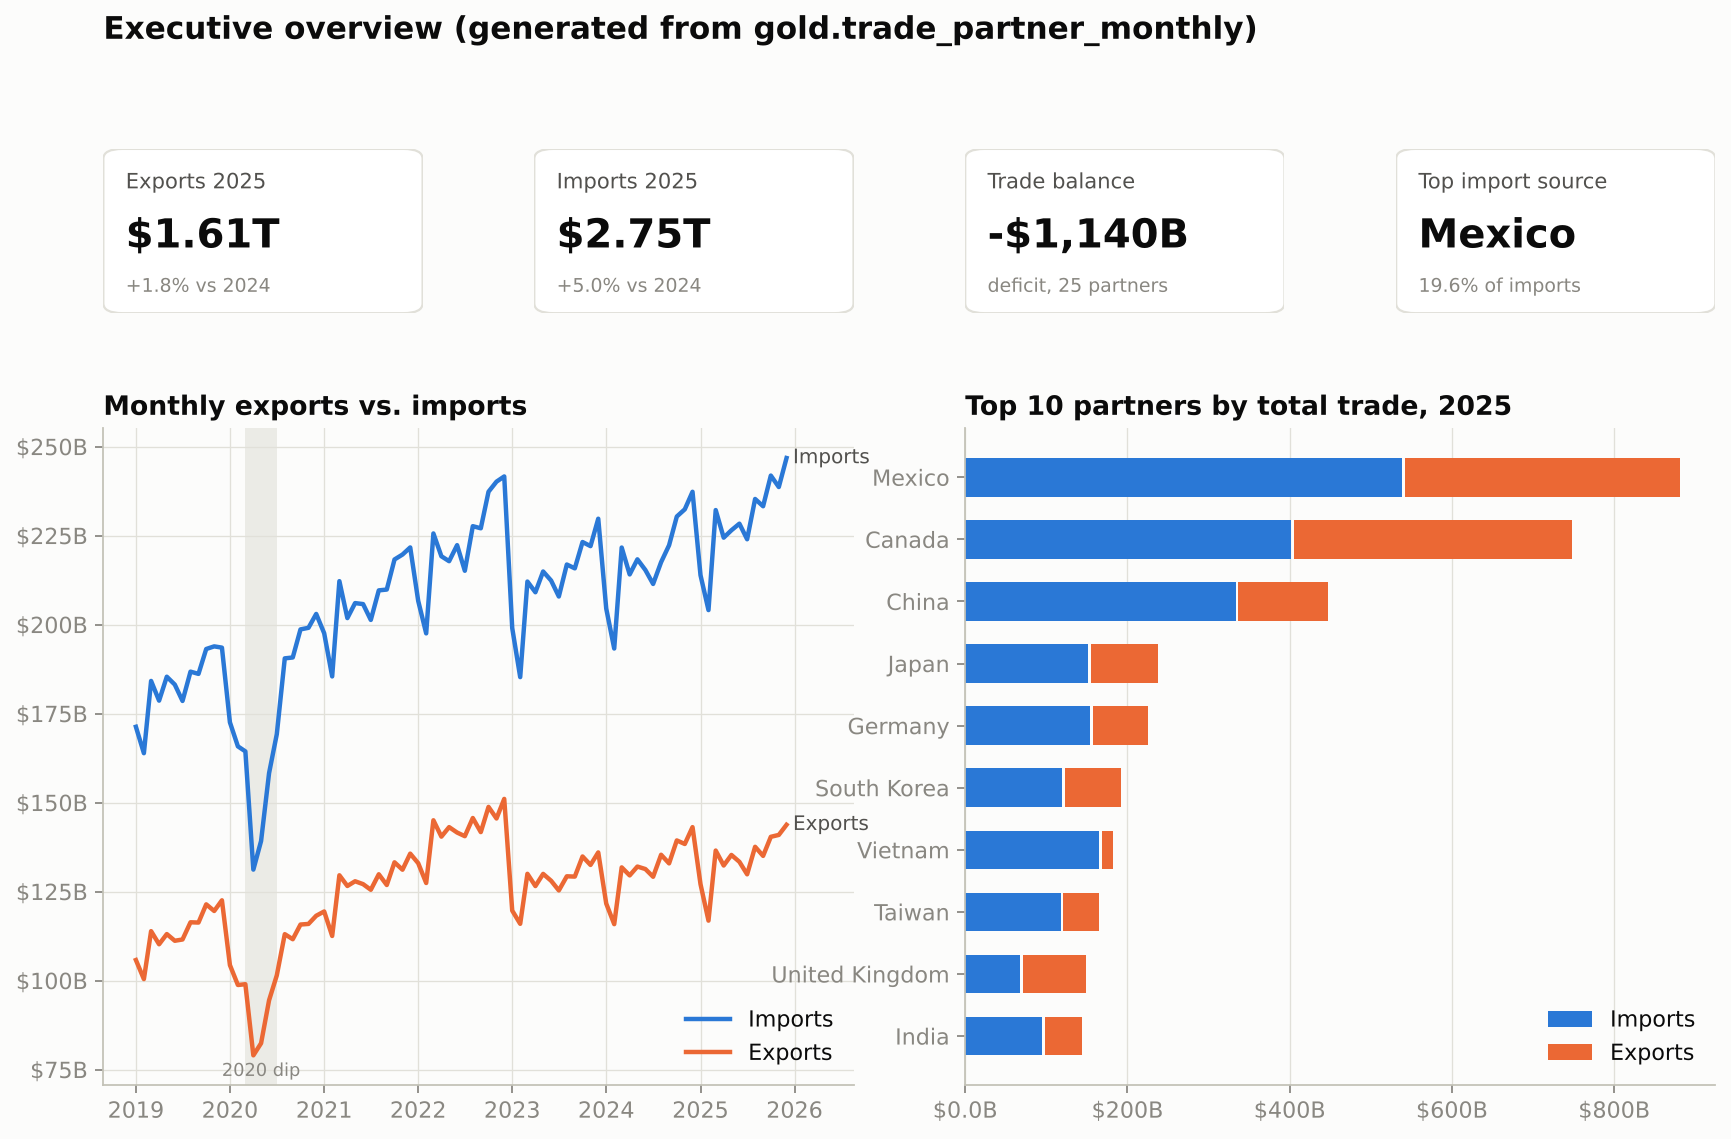 Executive overview (generated from gold.trade_partner_monthly)
Exports 2025
$1.61T
+1.8% vs 2024
Imports 2025
$2.75T
+5.0% vs 2024
Trade balance
-$1,140B
deficit, 25 partners
Top import source
Mexico
19.6% of imports
Monthly exports vs. imports
$250B
$225B
$200B
$175B
$150B
$125B
$100B
$75B
Imports
Exports
2020 dip
Imports
Exports
2019 2020 2021 2022 2023 2024 2025 2026
Top 10 partners by total trade, 2025
Mexico
Canada
China
Japan
Germany
South Korea
Vietnam
Taiwan
United Kingdom
India
Imports
Exports
$0.0B $200B $400B $600B $800B